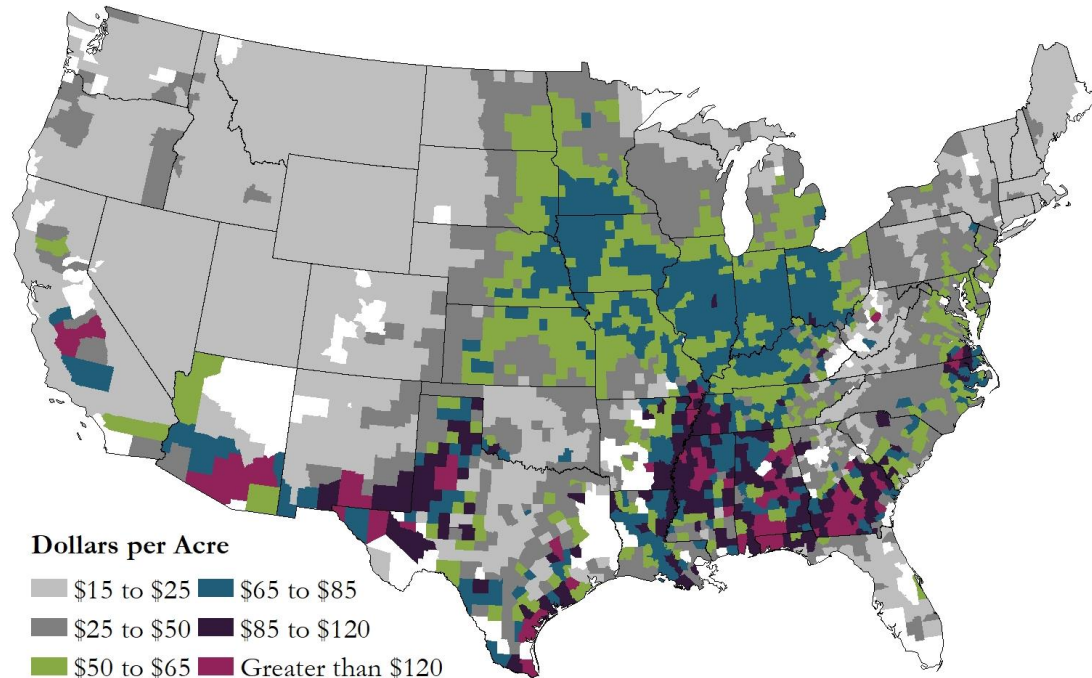 Dollars per Acre
$15 to $25 $65 to $85
$25 to $50 $85 to $120
$50 to $65 Greater than $120